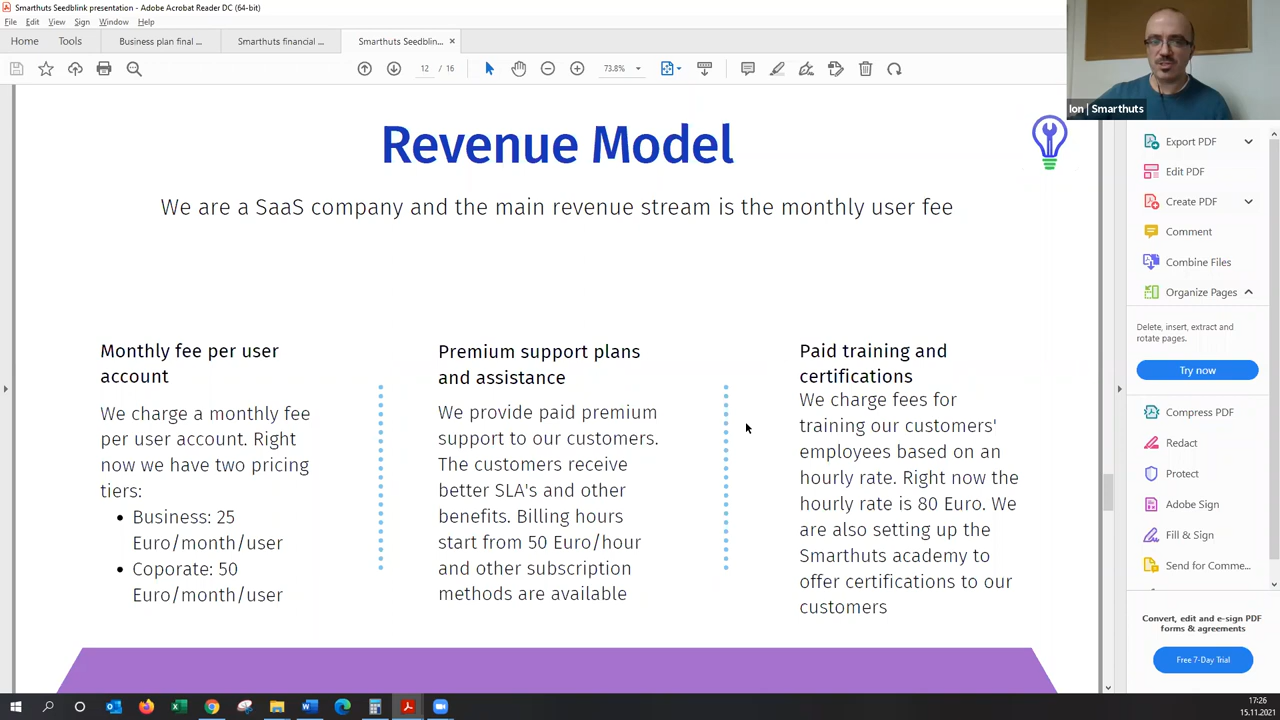 Smarthuts Seedblink presentation - Adobe Acrobat Reader DC (64-bit)
File Edit View Sign Window Help
Home Tools Business plan final ... Smarthuts financial ... Smarthuts Seedblin... ×
12 / 16 73.8%
Ion | Smarthuts
Revenue Model
We are a SaaS company and the main revenue stream is the monthly user fee
Monthly fee per user
account
We charge a monthly fee
per user account. Right
now we have two pricing
tiers:
• Business: 25
Euro/month/user
• Coporate: 50
Euro/month/user
Premium support plans
and assistance
We provide paid premium
support to our customers.
The customers receive
better SLA's and other
benefits. Billing hours
start from 50 Euro/hour
and other subscription
methods are available
Paid training and
certifications
We charge fees for
training our customers'
employees based on an
hourly rate. Right now the
hourly rate is 80 Euro. We
are also setting up the
Smarthuts academy to
offer certifications to our
customers
Export PDF
Edit PDF
Create PDF
Comment
Combine Files
Organize Pages
Delete, insert, extract and
rotate pages.
Try now
Compress PDF
Redact
Protect
Adobe Sign
Fill & Sign
Send for Comme...
Convert, edit and e-sign PDF
forms & agreements
Free 7-Day Trial
17:26
15.11.2021